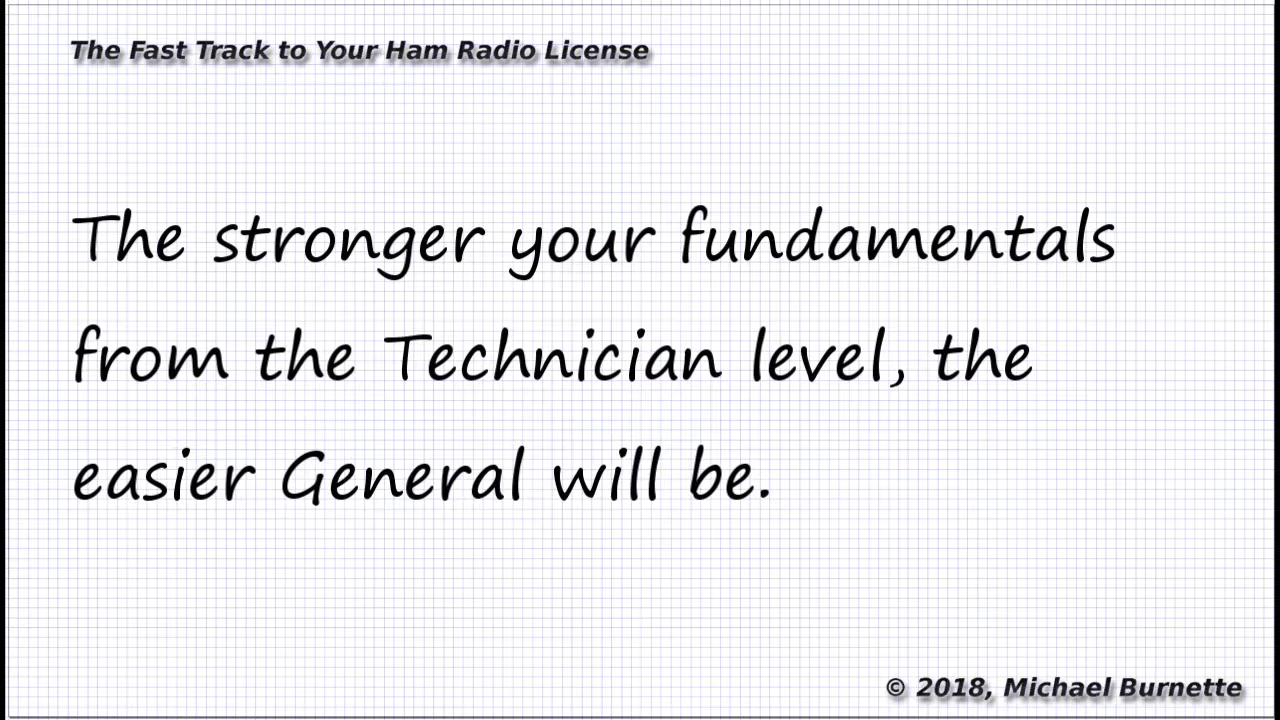 The Fast Track to Your Ham Radio License
The stronger your fundamentals
from the Technician level, the
easier General will be.
© 2018, Michael Burnette